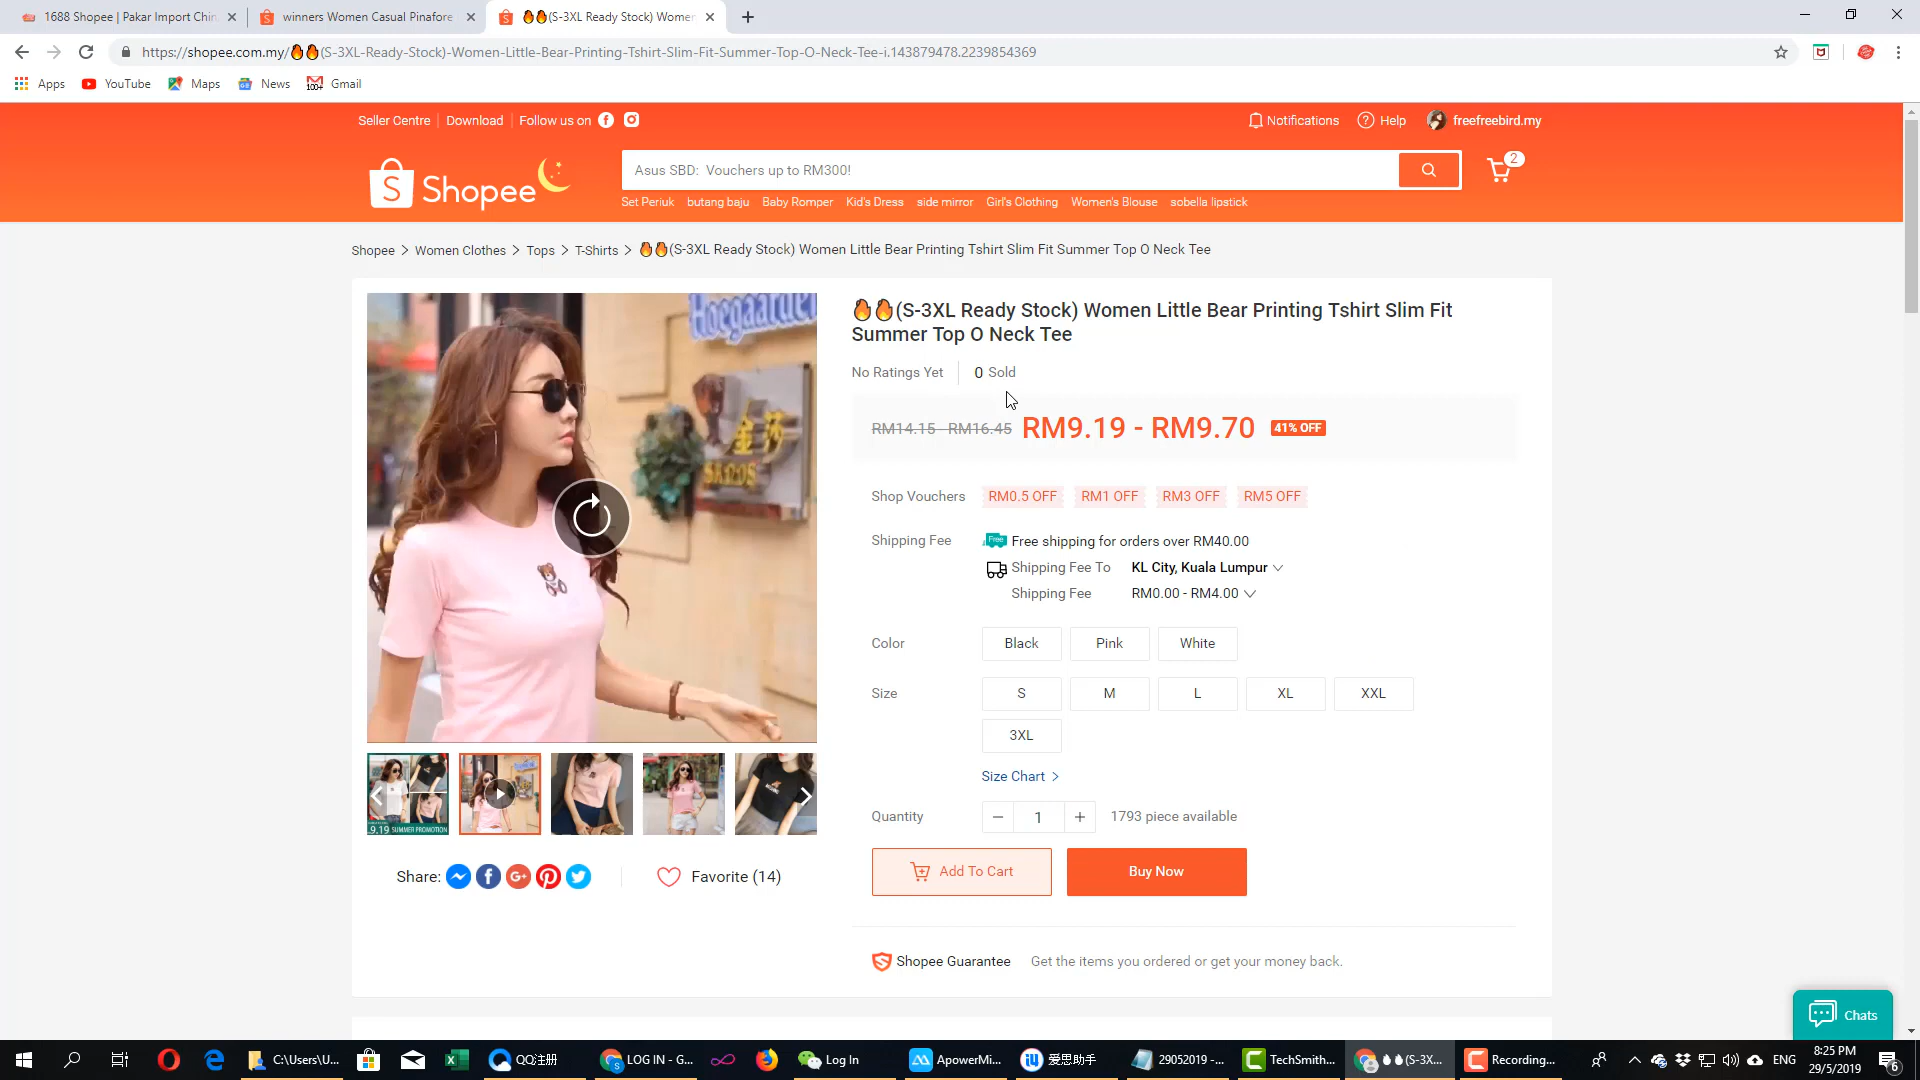 1688 Shopee | Pakar Import Chin
winners Women Casual Pinafore
(S-3XL Ready Stock) Women
https://shopee.com.my/🔥🔥(S-3XL-Ready-Stock)-Women-Little-Bear-Printing-Tshirt-Slim-Fit-Summer-Top-O-Neck-Tee-i.143879478.2239854369
Apps YouTube Maps News Gmail
Seller Centre Download Follow us on
Notifications Help freefreebird.my
Shopee
Asus SBD: Vouchers up to RM300!
2
Set Periuk butang baju Baby Romper Kid's Dress side mirror Girl's Clothing Women's Blouse sobella lipstick
Shopee > Women Clothes > Tops > T-Shirts > 🔥🔥(S-3XL Ready Stock) Women Little Bear Printing Tshirt Slim Fit Summer Top O Neck Tee
Hoegaarden
金莎
🔥🔥(S-3XL Ready Stock) Women Little Bear Printing Tshirt Slim Fit
Summer Top O Neck Tee
No Ratings Yet 0 Sold
RM14.15 - RM16.45 RM9.19 - RM9.70 41% OFF
Shop Vouchers RM0.5 OFF RM1 OFF RM3 OFF RM5 OFF
Shipping Fee Free Free shipping for orders over RM40.00
Shipping Fee To KL City, Kuala Lumpur
Shipping Fee RM0.00 - RM4.00
Color Black Pink White
Size S M L XL XXL
3XL
Size Chart >
9.19 SUMMER PROMOTION
Quantity 1 1793 piece available
Add To Cart Buy Now
Share: Favorite (14)
Shopee Guarantee Get the items you ordered or get your money back.
Chats
C:\Users\U... QQ注册 LOG IN - G... Log In ApowerMi... 爱思助手 29052019 -... TechSmith... (S-3X... Recording... ENG
8:25 PM
29/5/2019
6